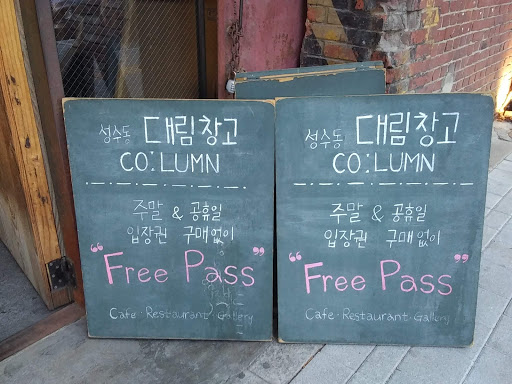 성수동 대림창고
CO:LUMN
주말 & 공휴일
입장권 구매없이
“Free Pass”
Cafe · Restaurant · Gallery
성수동 대림창고
CO:LUMN
주말 & 공휴일
입장권 구매없이
“Free Pass”
Cafe · Restaurant · Gallery